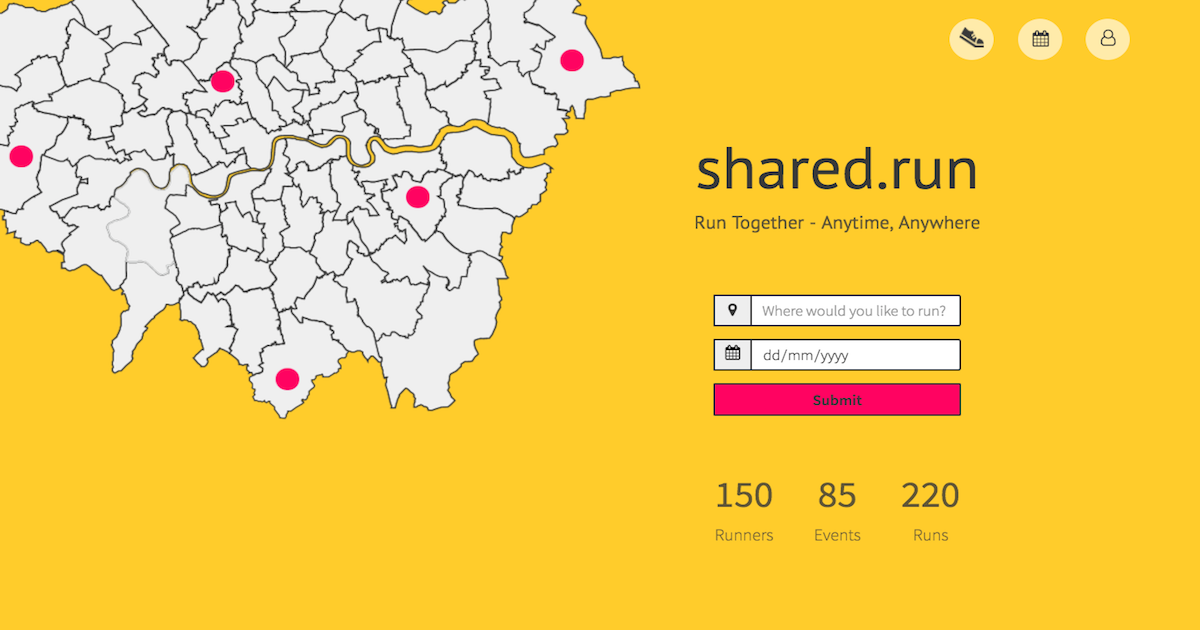 shared.run
Run Together - Anytime, Anywhere
Where would you like to run?
dd/mm/yyyy
Submit
150 85 220
Runners Events Runs